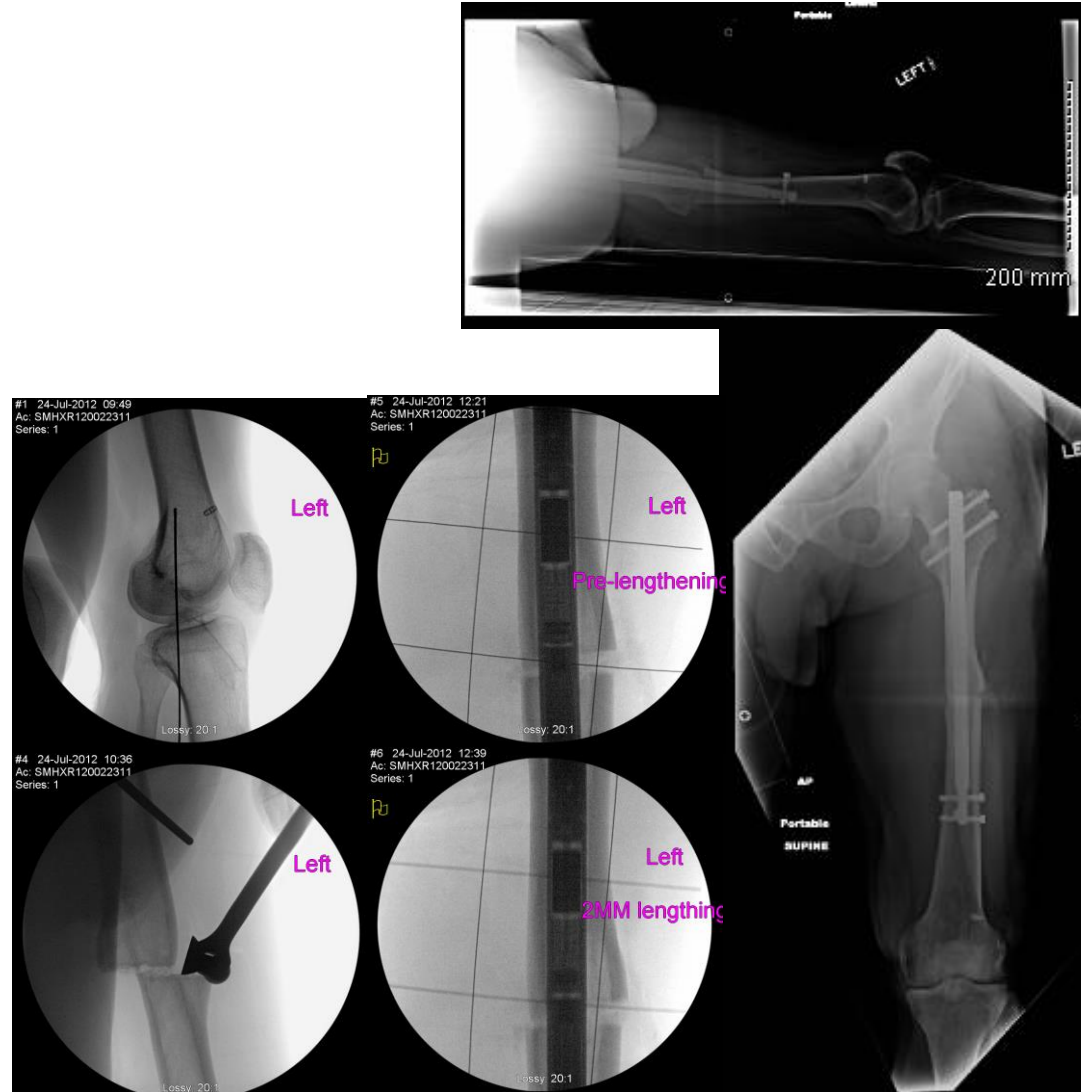 Portable
LEFT
200 mm
#1 24-Jul-2012 09:49
Ac: SMHXR120022311
Series: 1
Left
Lossy: 20:1
#5 24-Jul-2012 12:21
Ac: SMHXR120022311
Series: 1
Left
Pre-lengthening
Lossy: 20:1
#4 24-Jul-2012 10:36
Ac: SMHXR120022311
Series: 1
Left
Lossy: 20:1
#6 24-Jul-2012 12:39
Ac: SMHXR120022311
Series: 1
Left
2MM lengthing
Lossy: 20:1
LE
AP
Portable
SUPINE